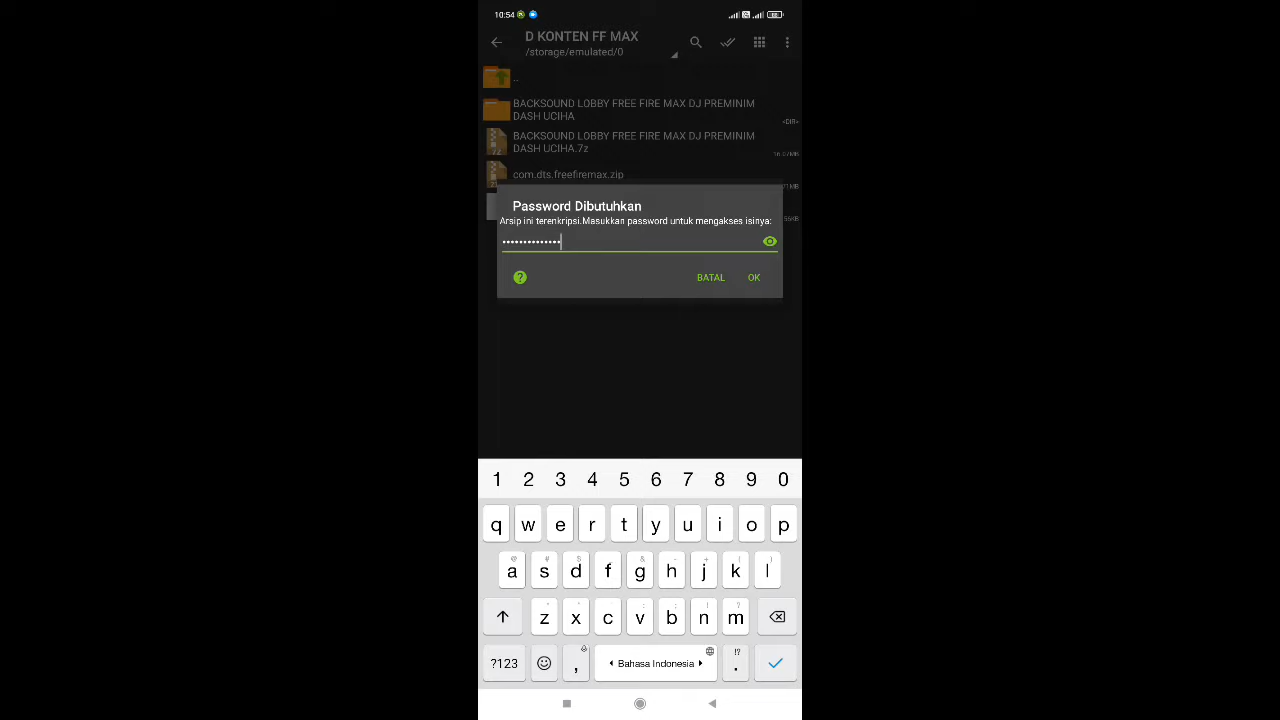 10:54
D KONTEN FF MAX
/storage/emulated/0
..
BACKSOUND LOBBY FREE FIRE MAX DJ PREMINIM
DASH UCIHA
<DIR>
BACKSOUND LOBBY FREE FIRE MAX DJ PREMINIM
DASH UCIHA.7z
16.07MB
com.dts.freefiremax.zip
Password Dibutuhkan
Arsip ini terenkripsi.Masukkan password untuk mengakses isinya:
••••••••••••••
? BATAL OK
1 2 3 4 5 6 7 8 9 0
q w e r t y u i o p
a s d f g h j k l
z x c v b n m
?123 , Bahasa Indonesia .